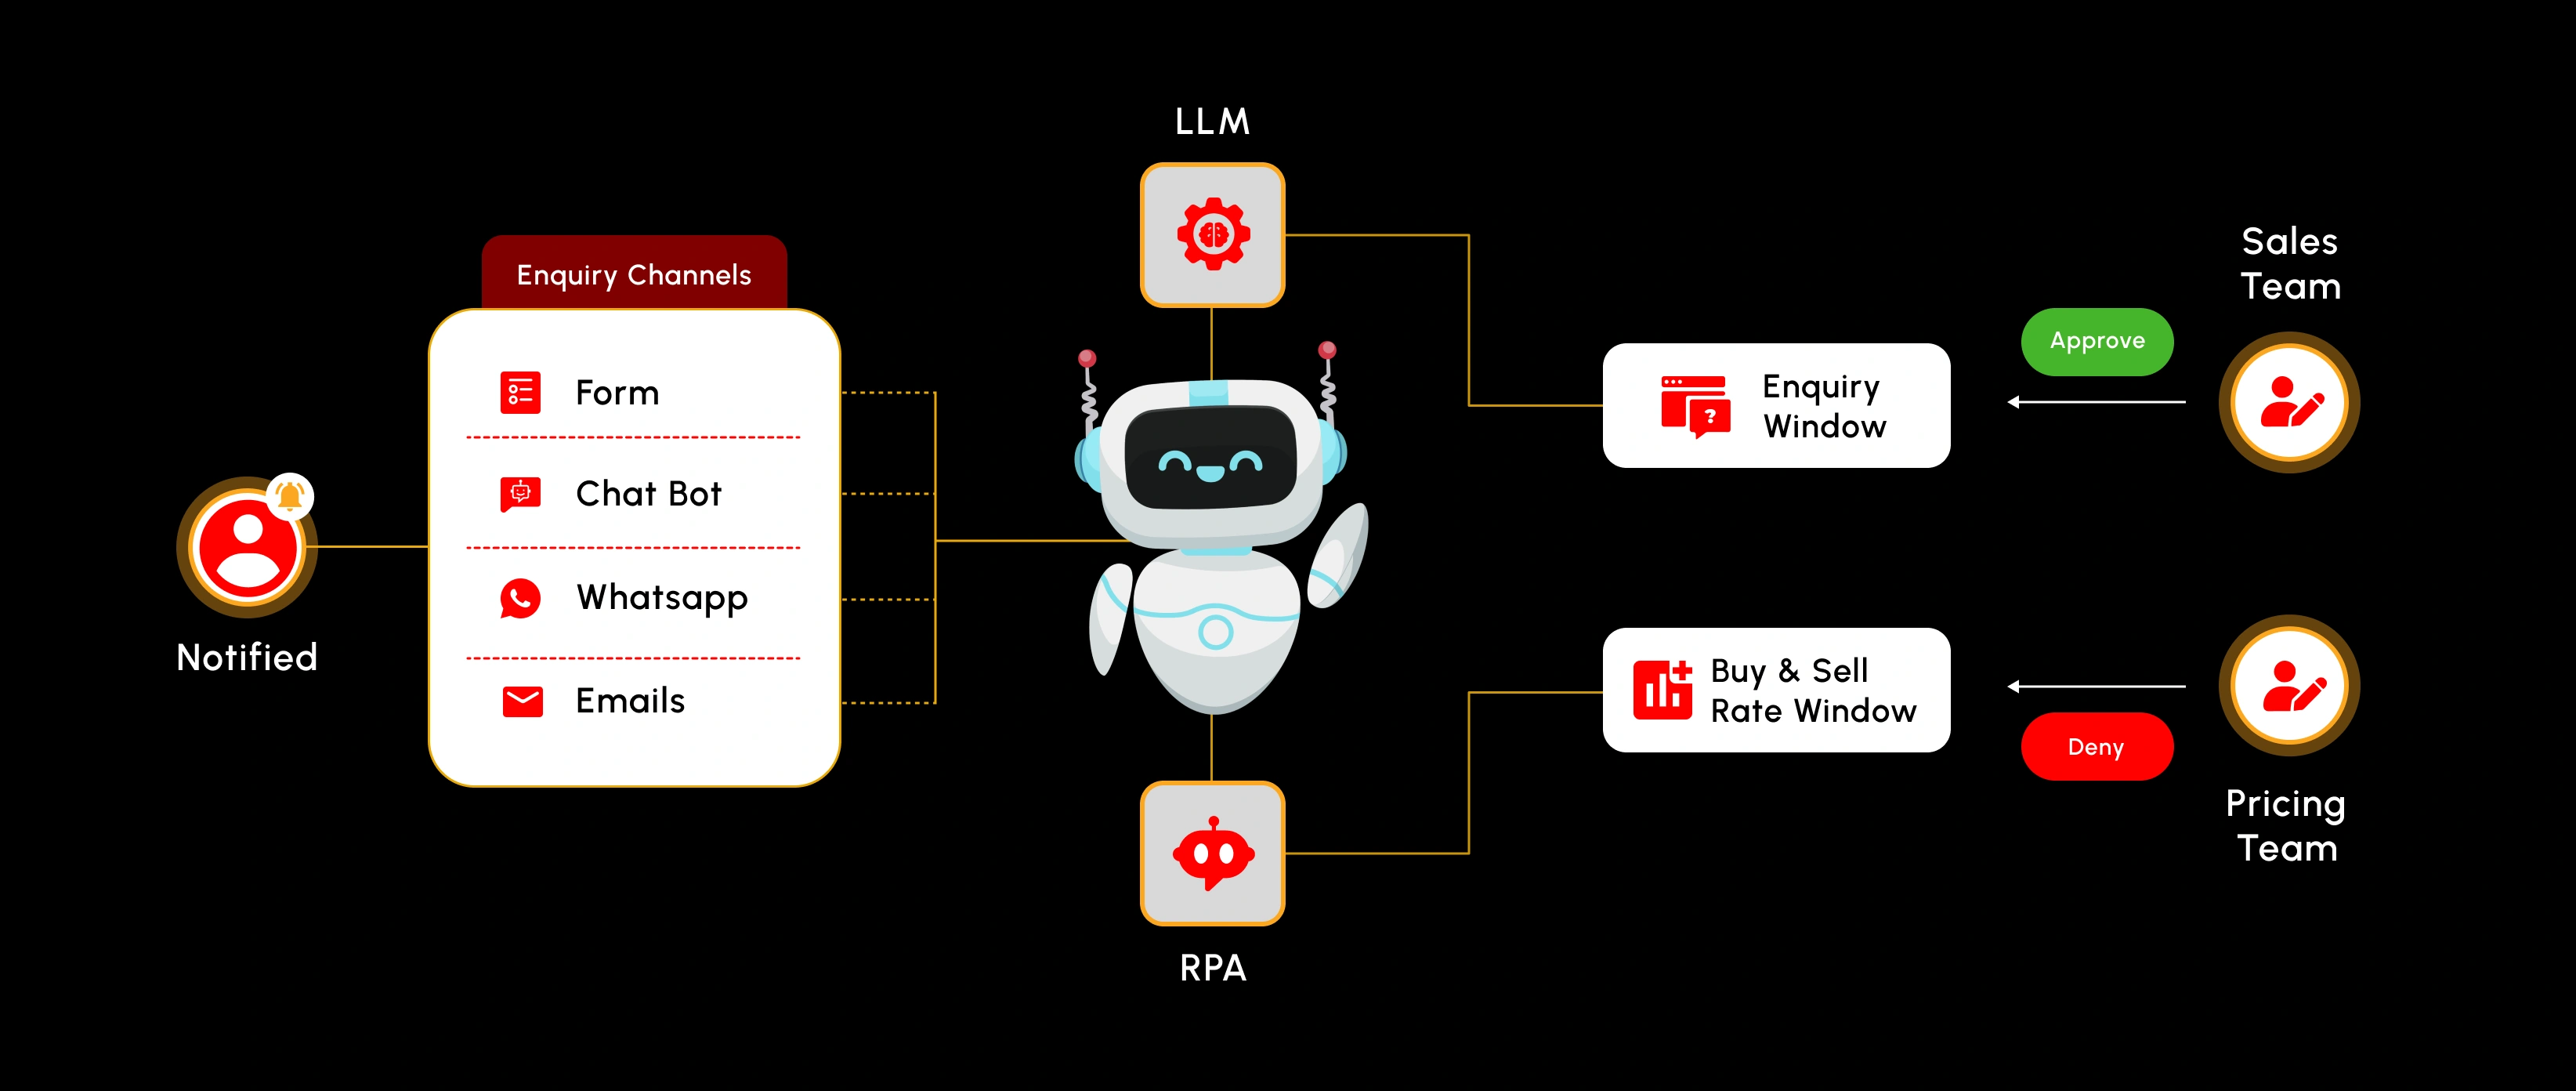 LLM
Enquiry Channels
Form
Chat Bot
Whatsapp
Emails
Notified
RPA
Enquiry
Window
Buy & Sell
Rate Window
Approve
Deny
Sales
Team
Pricing
Team
?